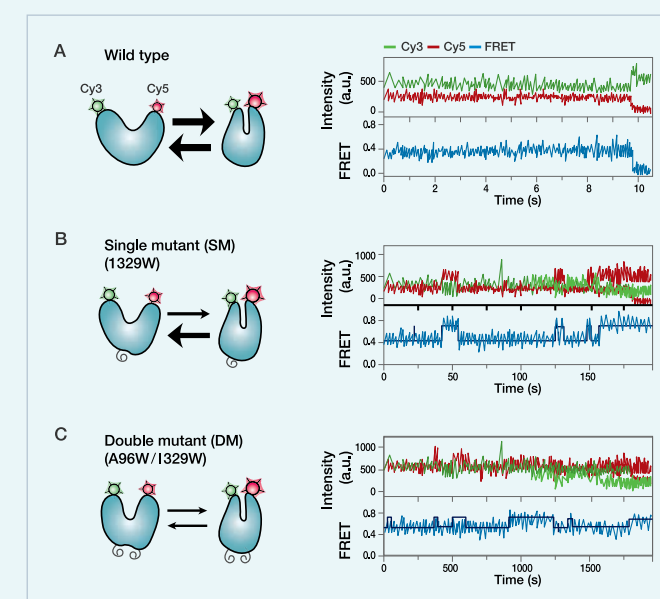 A
Wild type
Cy3
Cy5
Cy3 Cy5 FRET
Intensity
(a.u.)
500
0
FRET
0.8
0.4
0.0
0 2 4 6 8 10
Time (s)
B
Single mutant (SM)
(1329W)
Intensity
(a.u.)
1000
500
0
FRET
0.8
0.4
0.0
0 50 100 150
Time (s)
C
Double mutant (DM)
(A96W/I329W)
Intensity
(a.u.)
1000
500
0
FRET
0.8
0.4
0.0
0 500 1000 1500
Time (s)